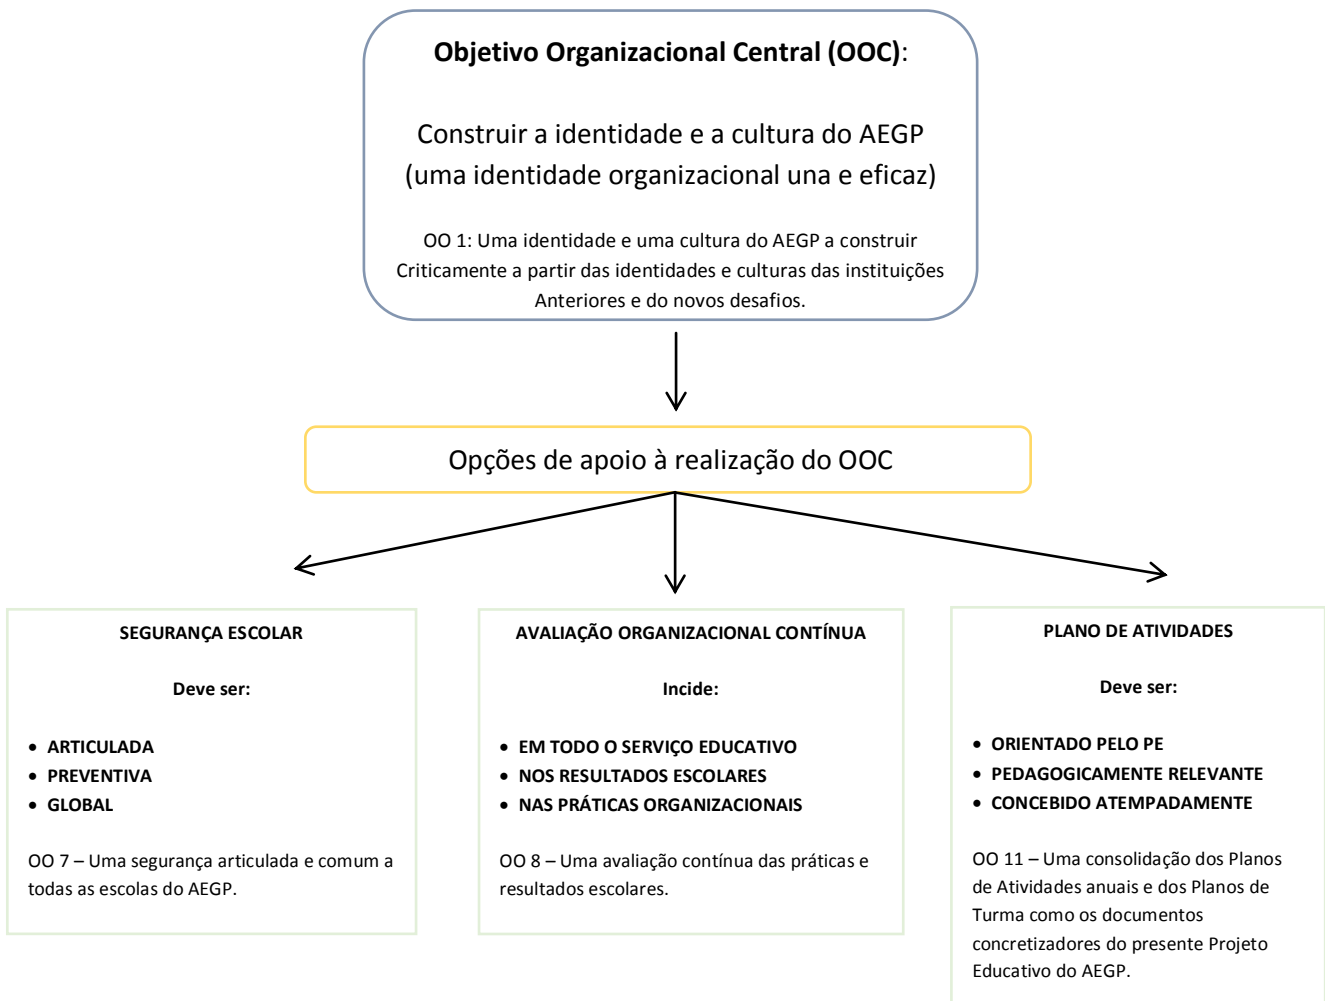 Objetivo Organizacional Central (OOC):
Construir a identidade e a cultura do AEGP
(uma identidade organizacional una e eficaz)
OO 1: Uma identidade e uma cultura do AEGP a construir
Criticamente a partir das identidades e culturas das instituições
Anteriores e do novos desafios.
Opções de apoio à realização do OOC
SEGURANÇA ESCOLAR
Deve ser:
• ARTICULADA
• PREVENTIVA
• GLOBAL
OO 7 – Uma segurança articulada e comum a
todas as escolas do AEGP.
AVALIAÇÃO ORGANIZACIONAL CONTÍNUA
Incide:
• EM TODO O SERVIÇO EDUCATIVO
• NOS RESULTADOS ESCOLARES
• NAS PRÁTICAS ORGANIZACIONAIS
OO 8 – Uma avaliação contínua das práticas e
resultados escolares.
PLANO DE ATIVIDADES
Deve ser:
• ORIENTADO PELO PE
• PEDAGOGICAMENTE RELEVANTE
• CONCEBIDO ATEMPADAMENTE
OO 11 – Uma consolidação dos Planos
de Atividades anuais e dos Planos de
Turma como os documentos
concretizadores do presente Projeto
Educativo do AEGP.